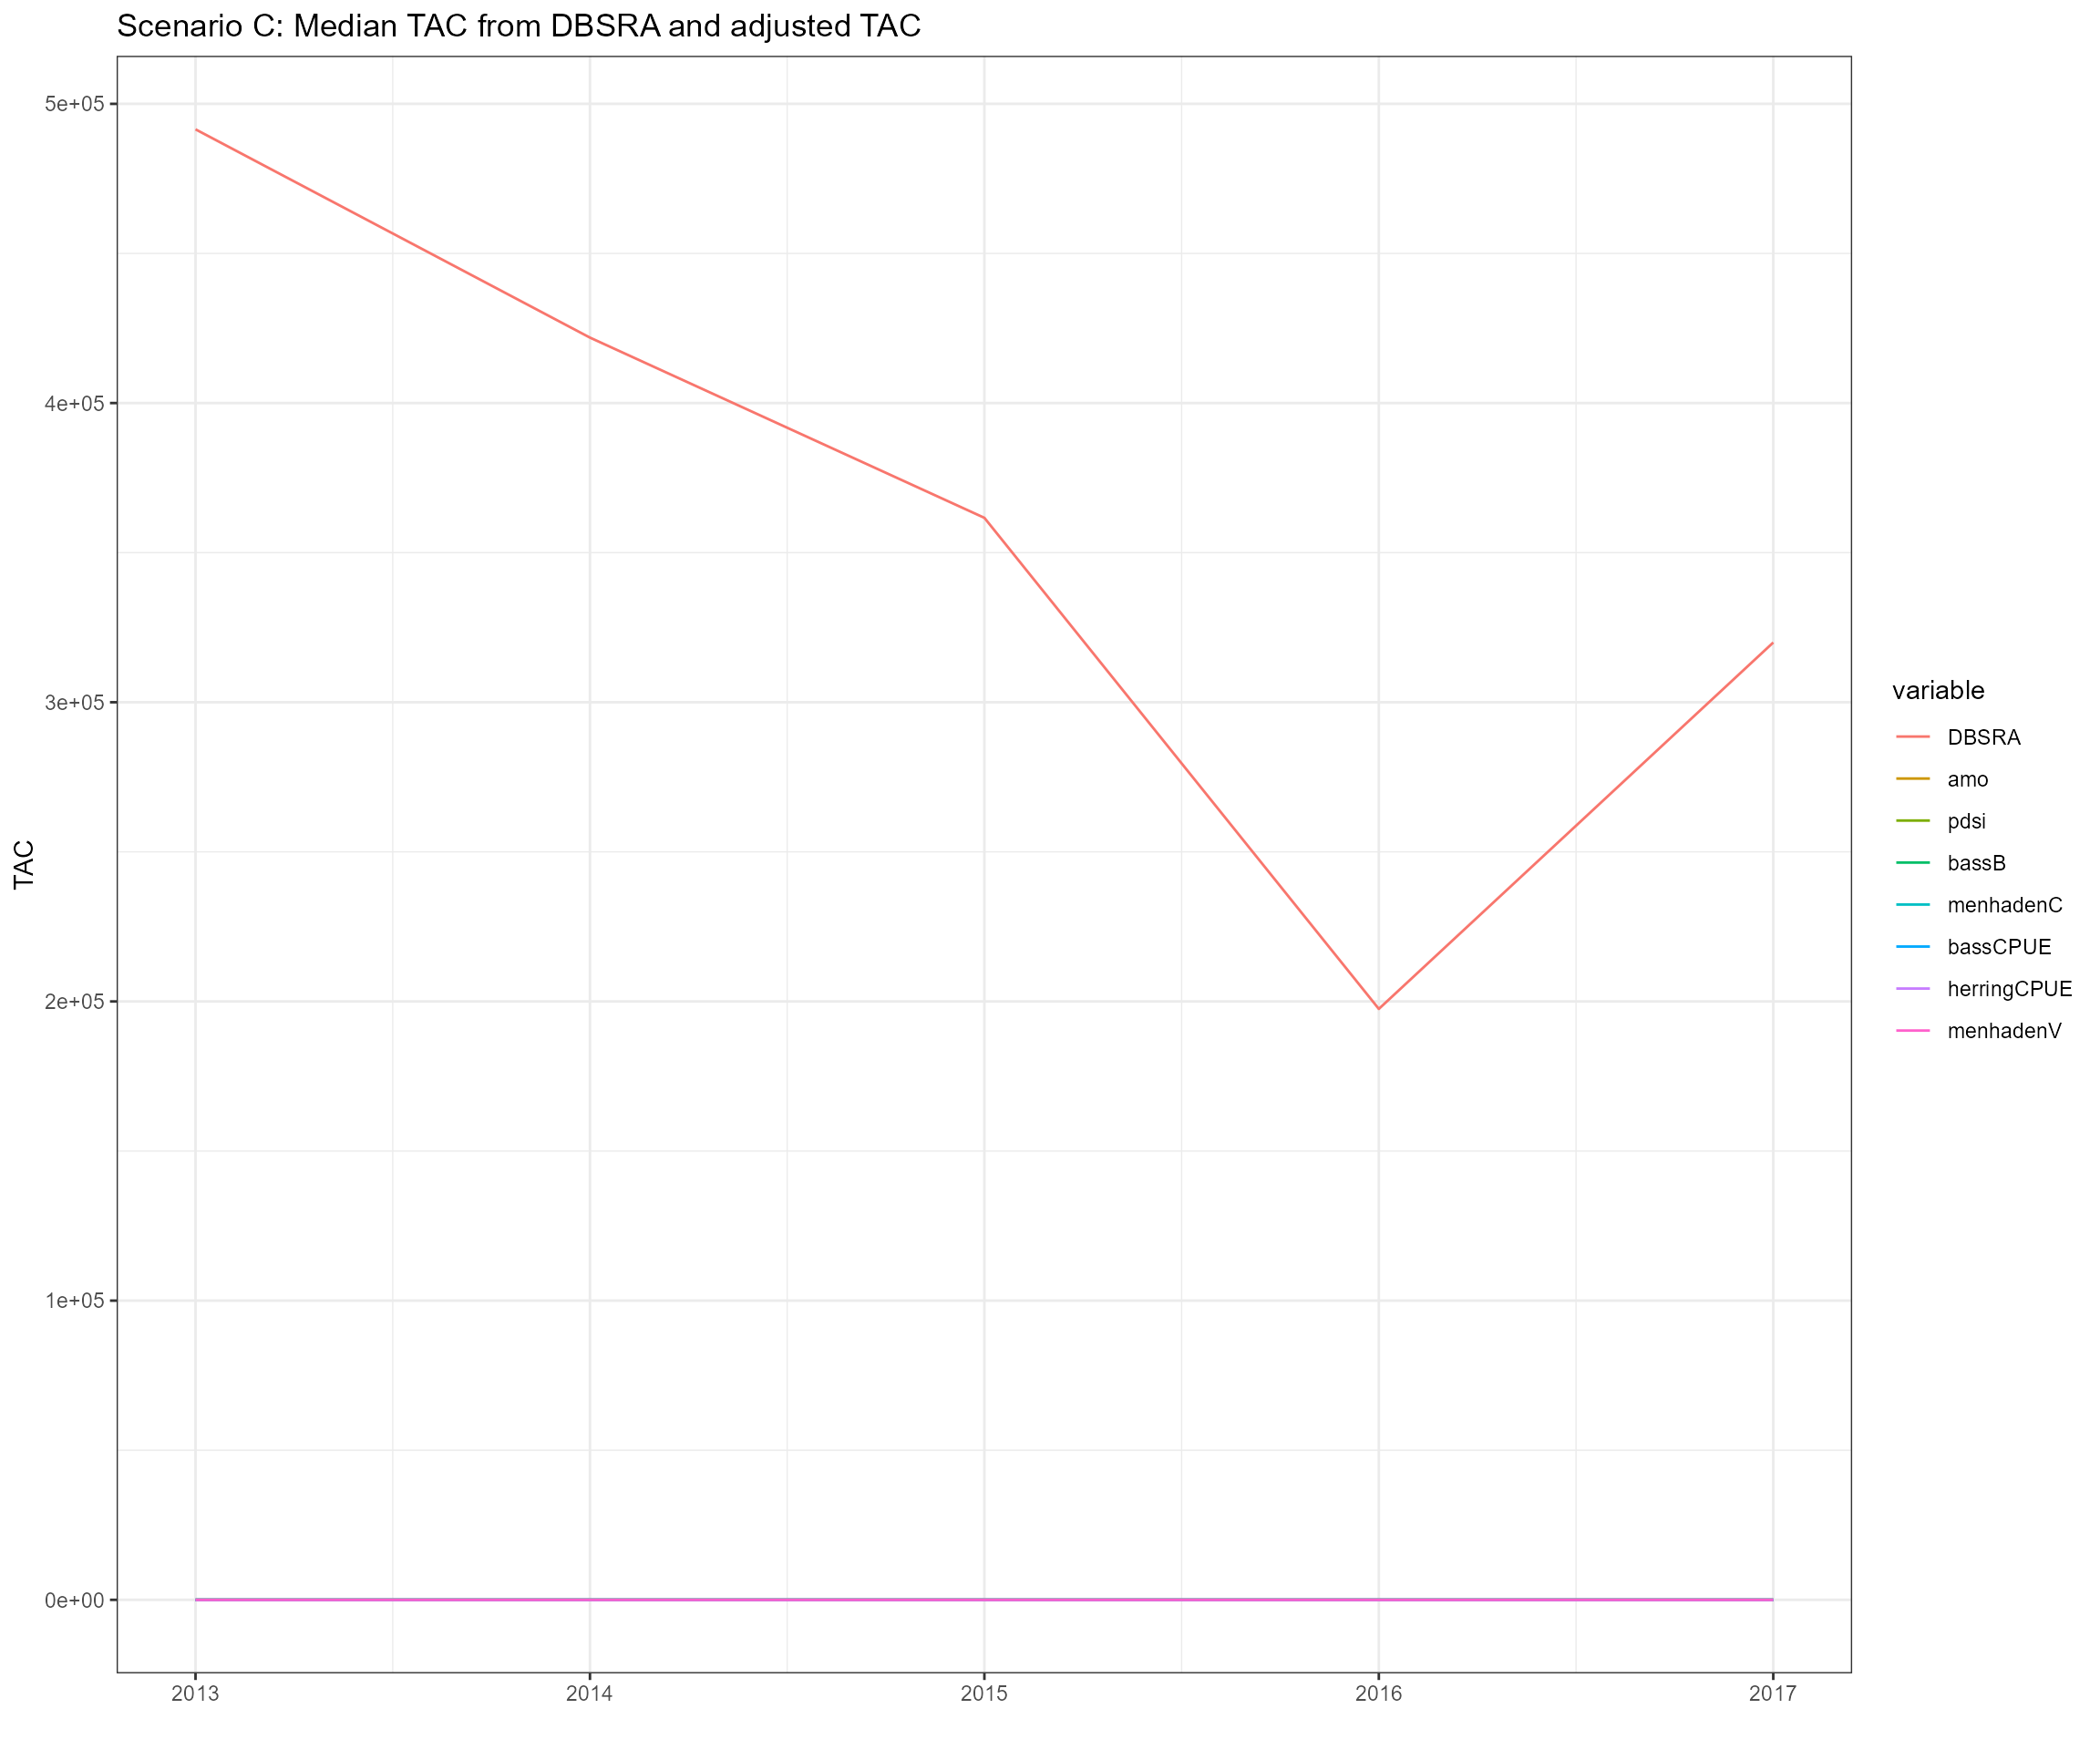 Scenario C: Median TAC from DBSRA and adjusted TAC
5e+05
4e+05
3e+05
2e+05
1e+05
0e+00
TAC
2013
2014
2015
2016
2017
variable
DBSRA
amo
pdsi
bassB
menhadenC
bassCPUE
herringCPUE
menhadenV